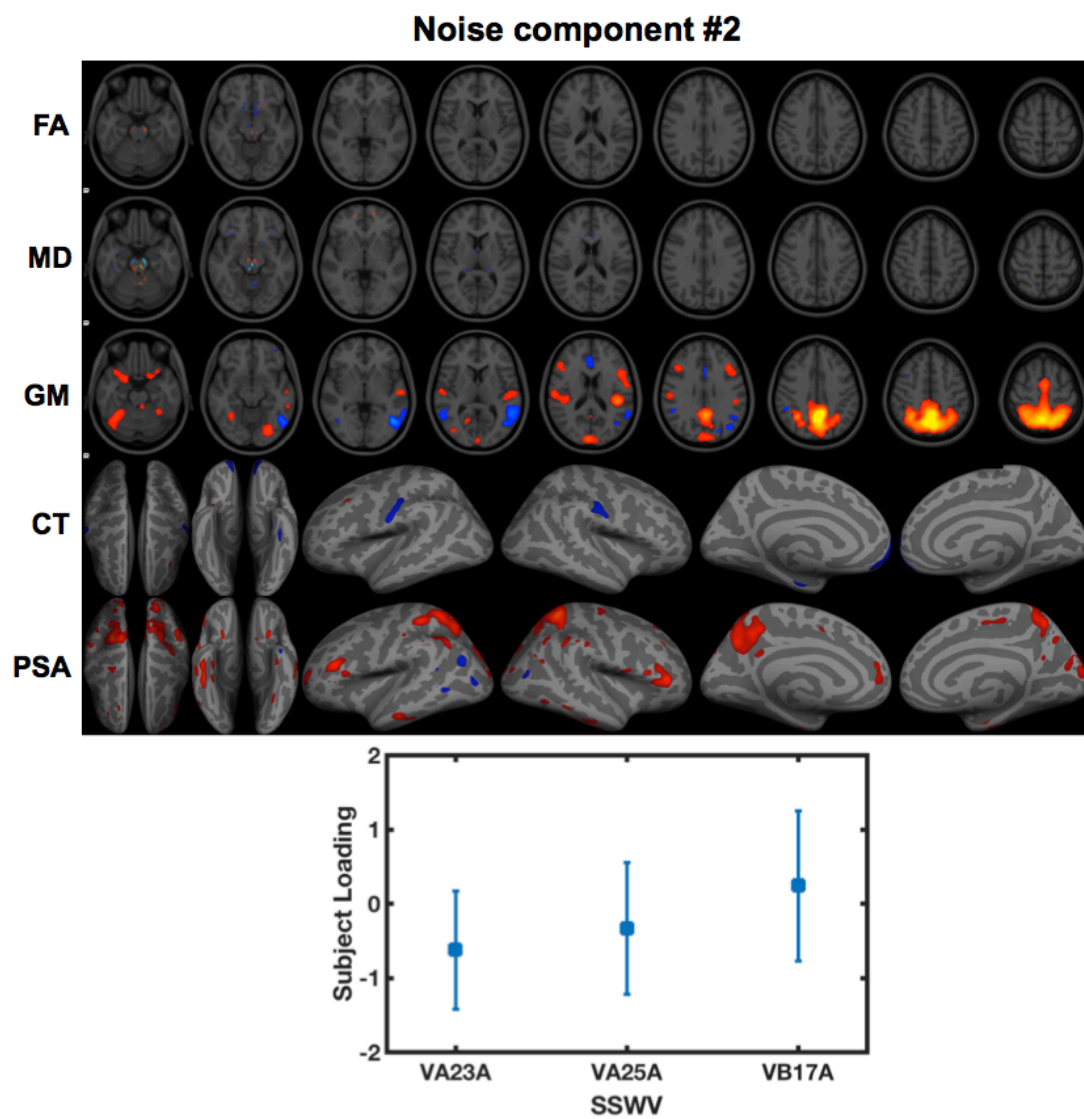 Noise component #2
FA
MD
GM
CT
PSA
2
1
0
-1
-2
Subject Loading
VA23A VA25A VB17A
SSWV